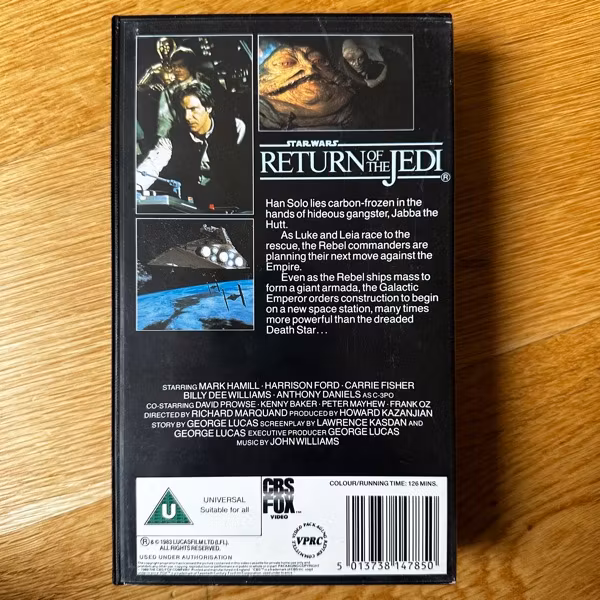 STAR.WARS
RETURN OF THE JEDI ®
Han Solo lies carbon-frozen in the
hands of hideous gangster, Jabba the
Hutt.
As Luke and Leia race to the
rescue, the Rebel commanders are
planning their next move against the
Empire.
Even as the Rebel ships mass to
form a giant armada, the Galactic
Emperor orders construction to begin
on a new space station, many times
more powerful than the dreaded
Death Star...
STARRING MARK HAMILL · HARRISON FORD · CARRIE FISHER
BILLY DEE WILLIAMS · ANTHONY DANIELS AS C-3PO
CO-STARRING DAVID PROWSE · KENNY BAKER · PETER MAYHEW · FRANK OZ
DIRECTED BY RICHARD MARQUAND PRODUCED BY HOWARD KAZANJIAN
STORY BY GEORGE LUCAS SCREENPLAY BY LAWRENCE KASDAN AND
GEORGE LUCAS EXECUTIVE PRODUCER GEORGE LUCAS
MUSIC BY JOHN WILLIAMS
U
UNIVERSAL
Suitable for all
CBS
FOX
VIDEO
COLOUR/RUNNING TIME: 126 MINS.
® & © 1983 LUCASFILM LTD (LFL).
ALL RIGHTS RESERVED.
USED UNDER AUTHORISATION
VPRC
5 013738 147850